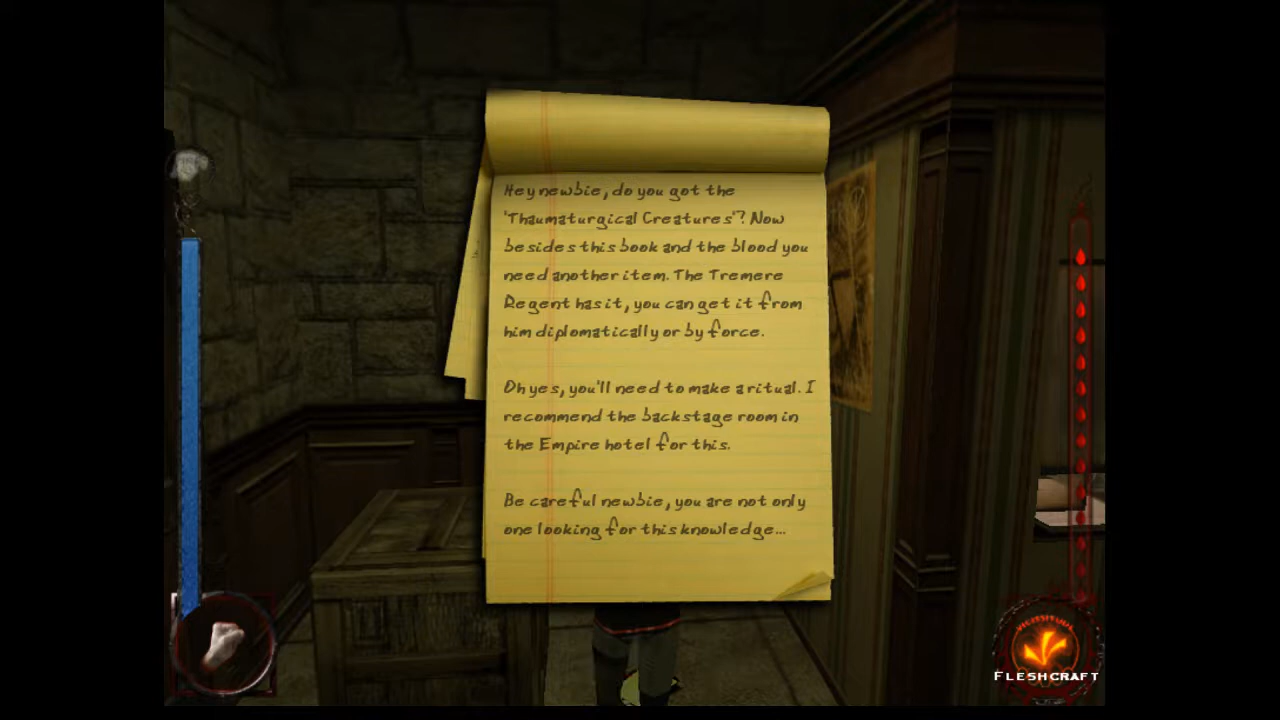 Hey newbie, do you got the
'Thaumaturgical Creatures'? Now
besides this book and the blood you
need another item. The Tremere
Regent has it, you can get it from
him diplomatically or by force.
Oh yes, you'll need to make a ritual. I
recommend the backstage room in
the Empire hotel for this.
Be careful newbie, you are not only
one looking for this knowledge...
VICISSITUDE
FLESHCRAFT